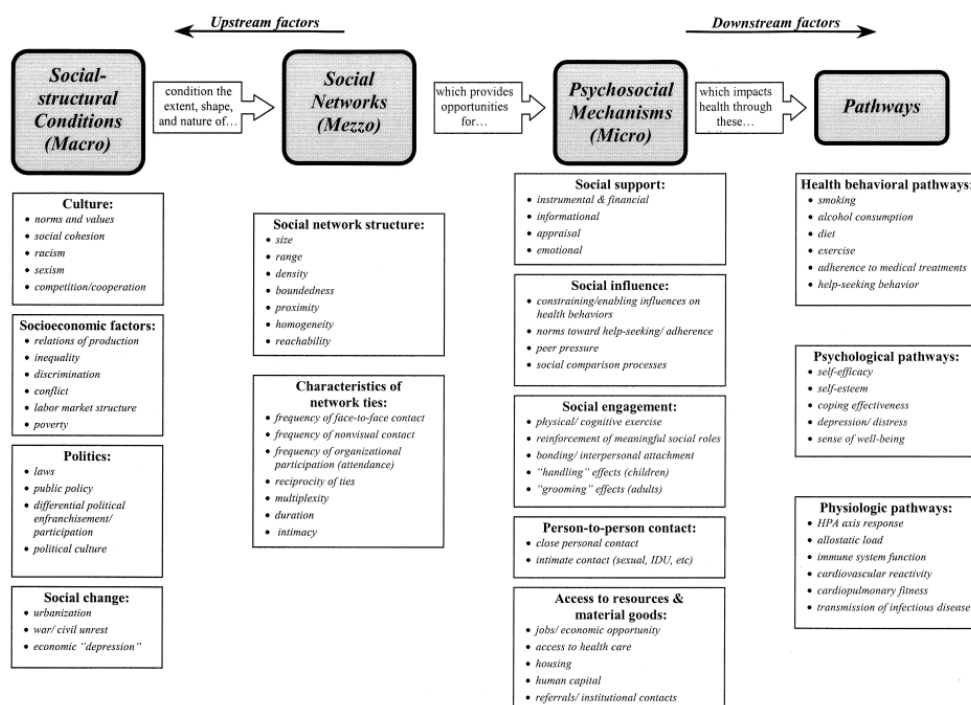 Upstream factors
Downstream factors
Social-
structural
Conditions
(Macro)
condition the
extent, shape,
and nature of…
Social
Networks
(Mezzo)
which provides
opportunities
for…
Psychosocial
Mechanisms
(Micro)
which impacts
health through
these…
Pathways
Culture:
• norms and values
• social cohesion
• racism
• sexism
• competition/cooperation
Socioeconomic factors:
• relations of production
• inequality
• discrimination
• conflict
• labor market structure
• poverty
Politics:
• laws
• public policy
• differential political
enfranchisement/
participation
• political culture
Social change:
• urbanization
• war/ civil unrest
• economic “depression”
Social network structure:
• size
• range
• density
• boundedness
• proximity
• homogeneity
• reachability
Characteristics of
network ties:
• frequency of face-to-face contact
• frequency of nonvisual contact
• frequency of organizational
participation (attendance)
• reciprocity of ties
• multiplexity
• duration
• intimacy
Social support:
• instrumental & financial
• informational
• appraisal
• emotional
Social influence:
• constraining/enabling influences on
health behaviors
• norms toward help-seeking/ adherence
• peer pressure
• social comparison processes
Social engagement:
• physical/ cognitive exercise
• reinforcement of meaningful social roles
• bonding/ interpersonal attachment
• “handling” effects (children)
• “grooming” effects (adults)
Person-to-person contact:
• close personal contact
• intimate contact (sexual, IDU, etc)
Access to resources &
material goods:
• jobs/ economic opportunity
• access to health care
• housing
• human capital
• referrals/ institutional contacts
Health behavioral pathways:
• smoking
• alcohol consumption
• diet
• exercise
• adherence to medical treatments
• help-seeking behavior
Psychological pathways:
• self-efficacy
• self-esteem
• coping effectiveness
• depression/ distress
• sense of well-being
Physiologic pathways:
• HPA axis response
• allostatic load
• immune system function
• cardiovascular reactivity
• cardiopulmonary fitness
• transmission of infectious disease